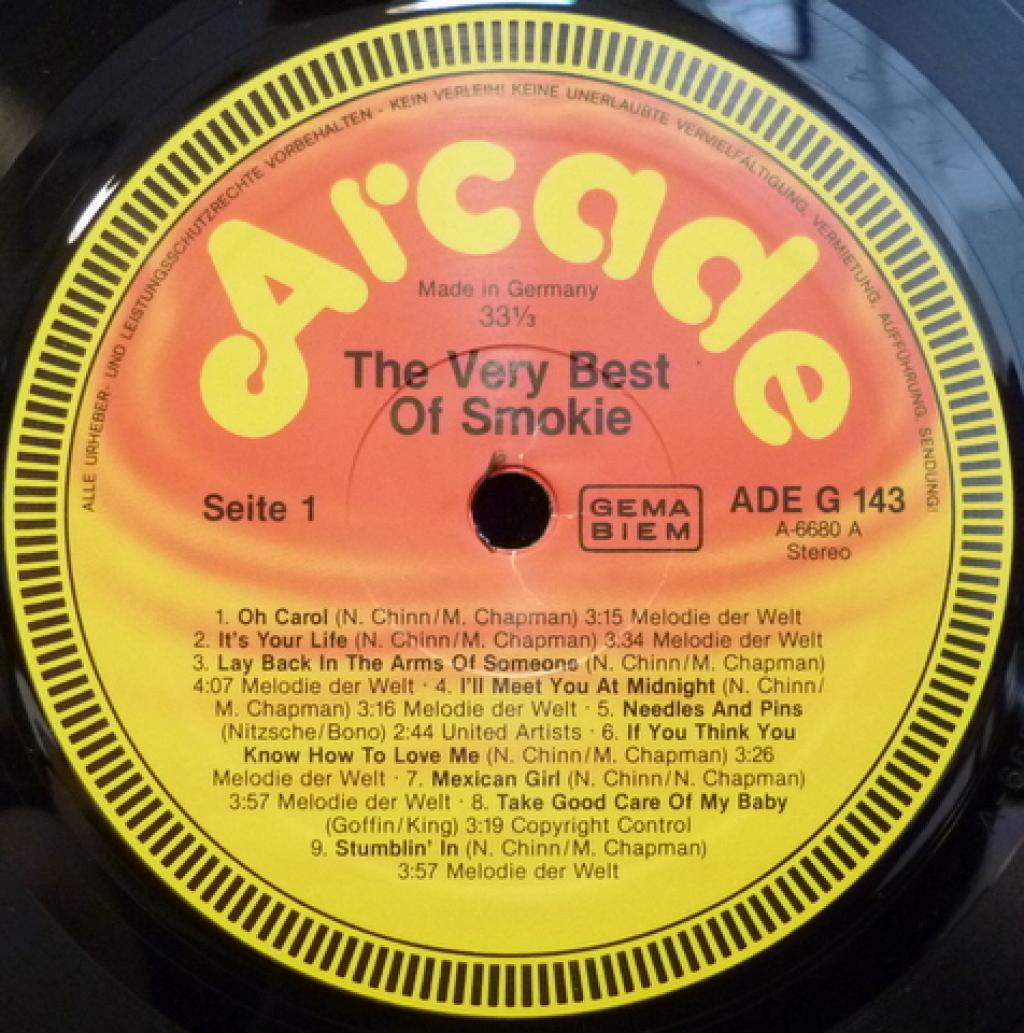 ALLE URHEBER- UND LEISTUNGSSCHUTZRECHTE VORBEHALTEN - KEIN VERLEIH! KEINE UNERLAUBTE VERVIELFÄLTIGUNG, VERMIETUNG, AUFFÜHRUNG, SENDUNG!
Arcade
Made in Germany
33⅓
The Very Best
Of Smokie
Seite 1
GEMA
BIEM
ADE G 143
A-6680 A
Stereo
1. Oh Carol (N. Chinn/M. Chapman) 3:15 Melodie der Welt
2. It's Your Life (N. Chinn/M. Chapman) 3:34 Melodie der Welt
3. Lay Back In The Arms Of Someone (N. Chinn/M. Chapman)
4:07 Melodie der Welt · 4. I'll Meet You At Midnight (N. Chinn/
M. Chapman) 3:16 Melodie der Welt · 5. Needles And Pins
(Nitzsche/Bono) 2:44 United Artists · 6. If You Think You
Know How To Love Me (N. Chinn/M. Chapman) 3:26
Melodie der Welt · 7. Mexican Girl (N. Chinn/N. Chapman)
3:57 Melodie der Welt · 8. Take Good Care Of My Baby
(Goffin/King) 3:19 Copyright Control
9. Stumblin' In (N. Chinn/M. Chapman)
3:57 Melodie der Welt